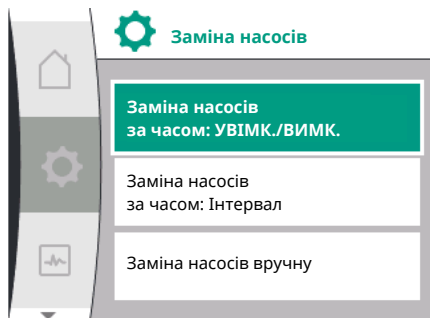 Заміна насосів
Заміна насосів
за часом: УВІМК./ВИМК.
Заміна насосів
за часом: Інтервал
Заміна насосів вручну